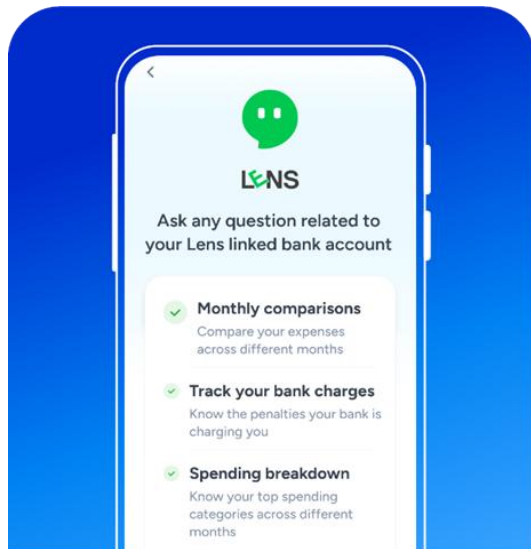 LENS
Ask any question related to
your Lens linked bank account
Monthly comparisons
Compare your expenses
across different months
Track your bank charges
Know the penalties your bank is
charging you
Spending breakdown
Know your top spending
categories across different
months